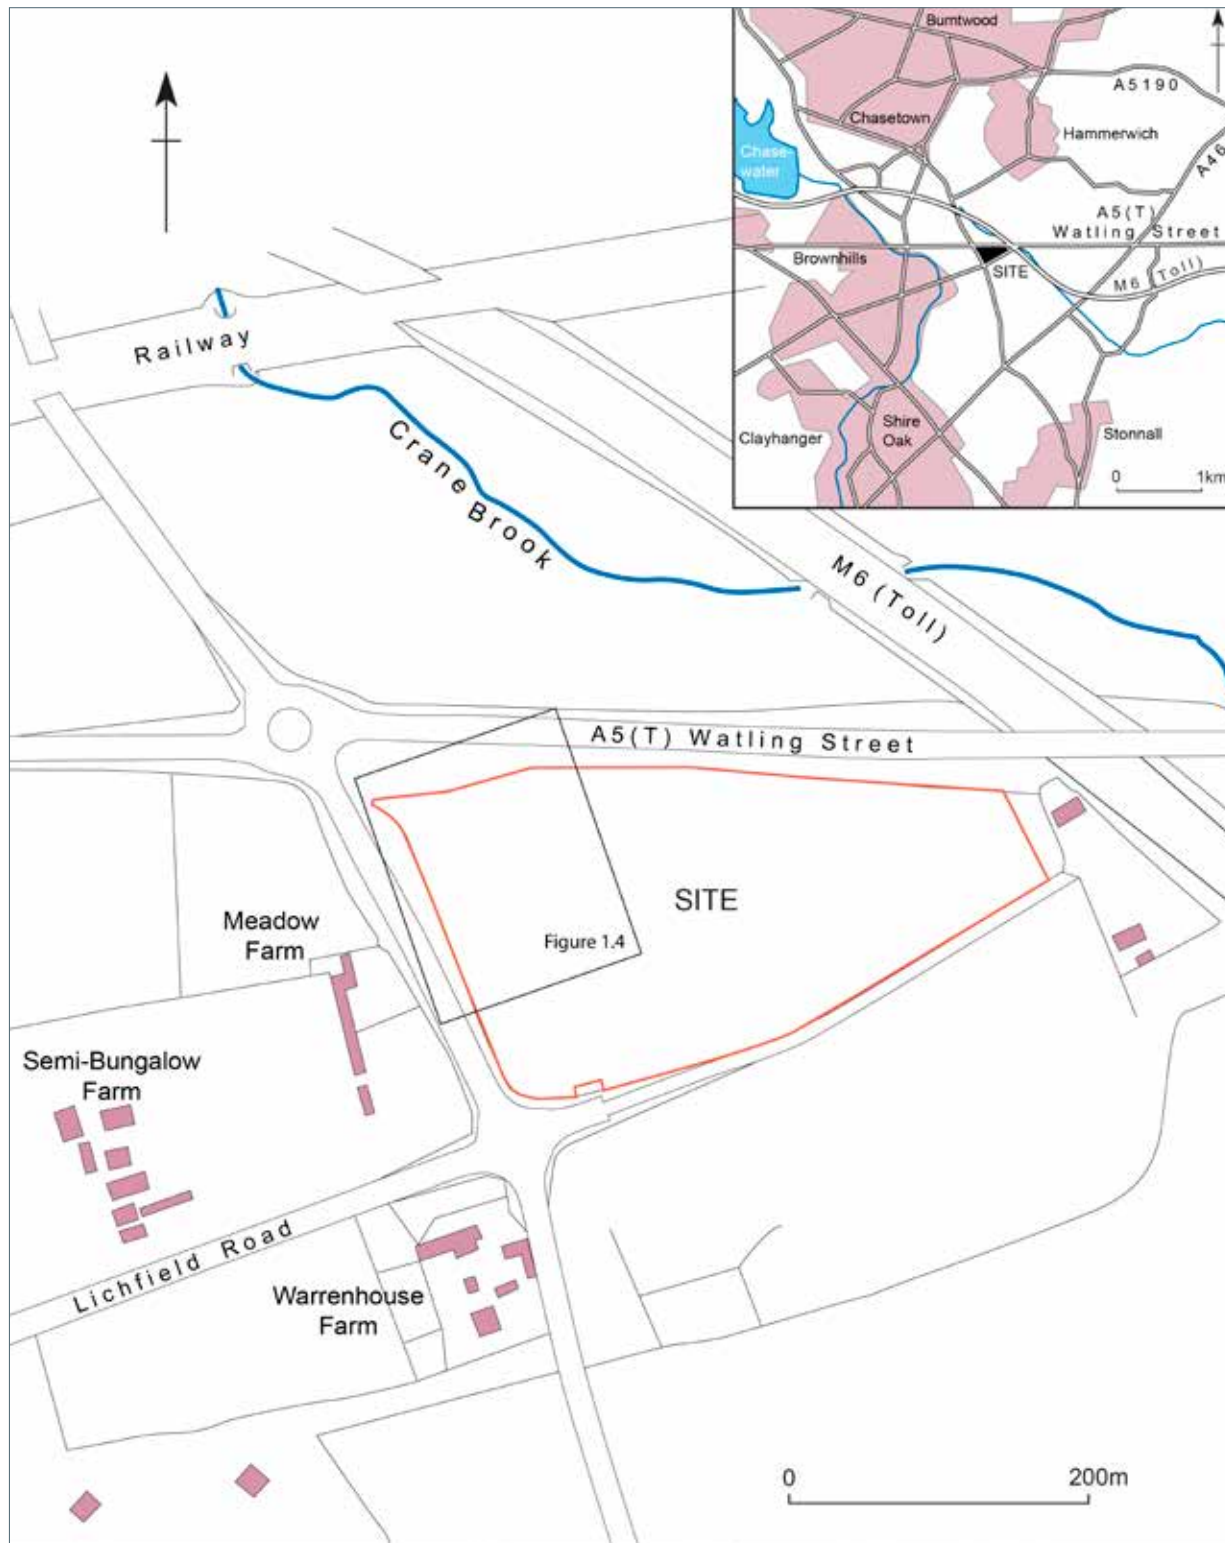 Burntwood
A5190
Chasetown
Hammerwich
Chase-
water
A46
A5(T)
Watling Street
Brownhills
SITE
M6 (Toll)
Shire
Oak
Clayhanger
Stonnall
0 1km
Railway
Crane Brook
M6 (Toll)
A5(T) Watling Street
SITE
Meadow
Farm
Figure 1.4
Semi-Bungalow
Farm
Lichfield Road
Warrenhouse
Farm
0 200m